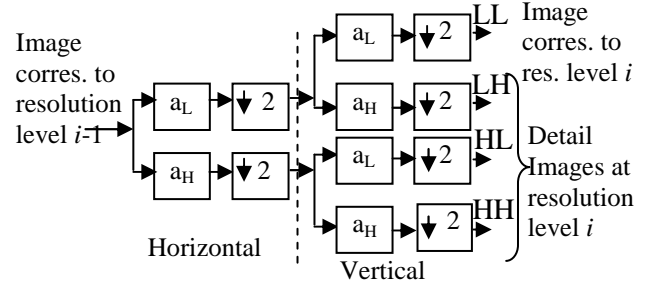 Image
corres. to
resolution
level i-1
a_L
↓ 2
a_H
↓ 2
Horizontal
a_L
↓ 2
LL
a_H
↓ 2
LH
a_L
↓ 2
HL
a_H
↓ 2
HH
Vertical
Image
corres. to
res. level i
Detail
Images at
resolution
level i